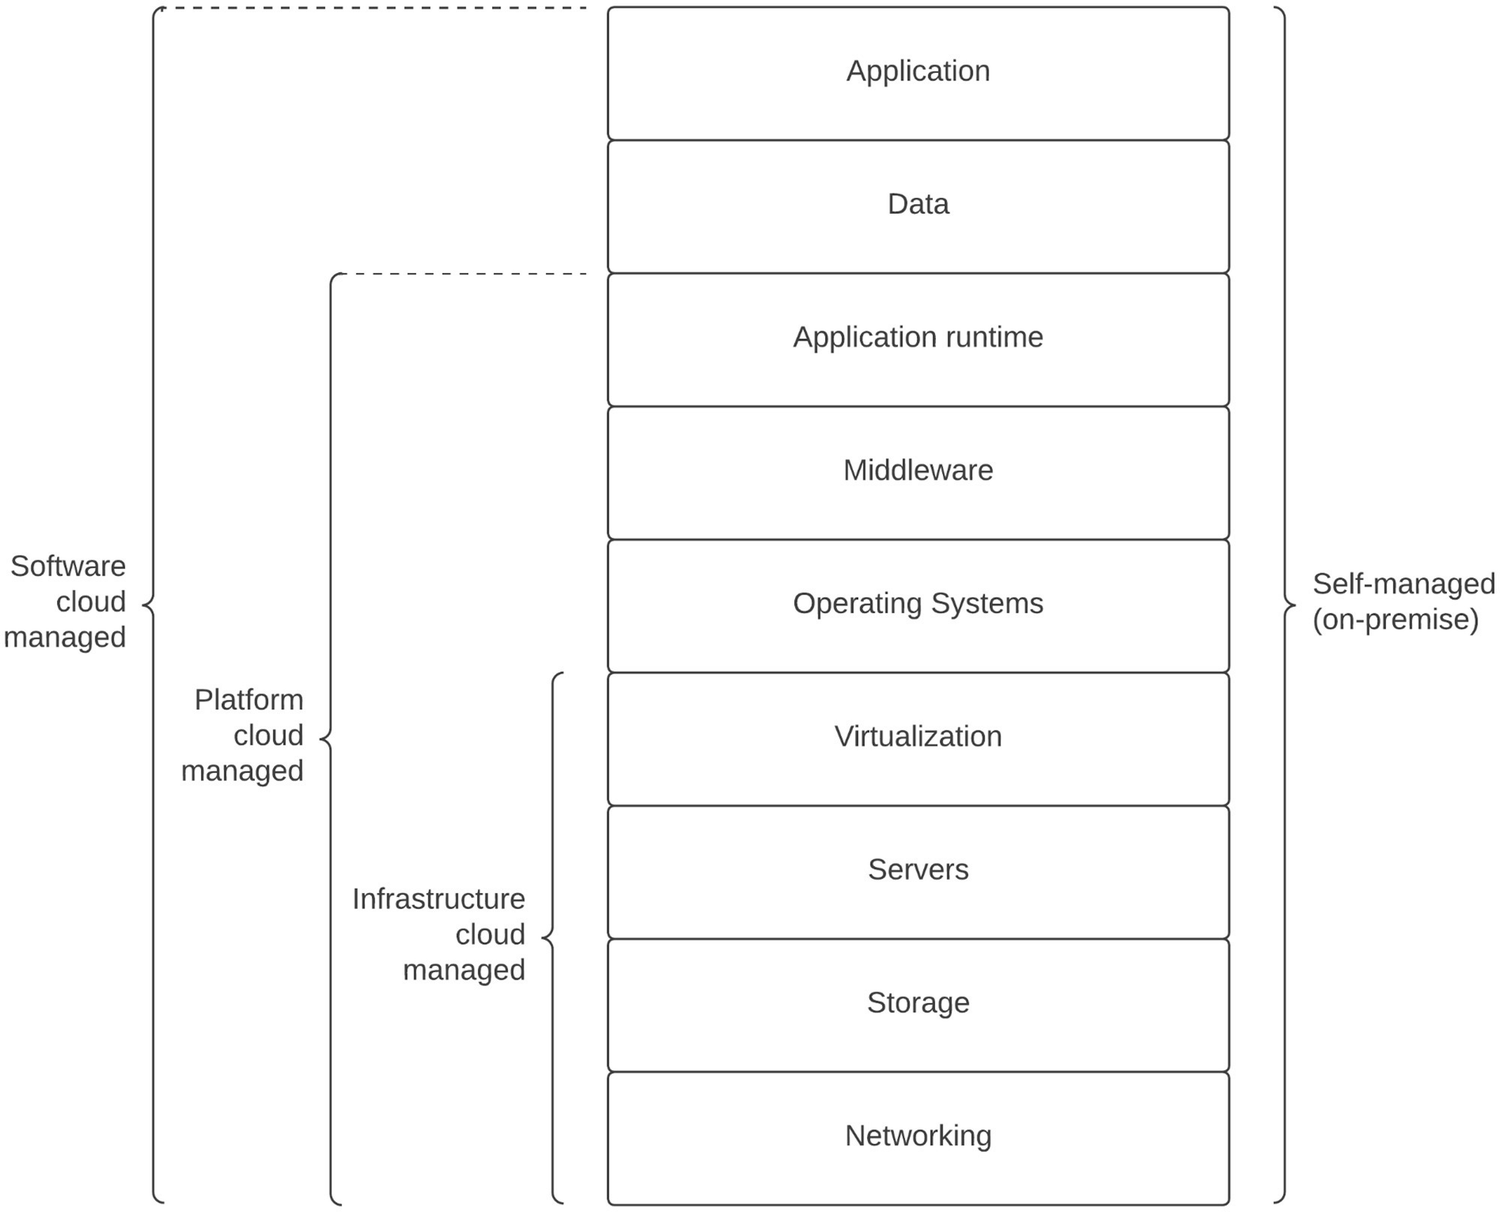 Application
Data
Application runtime
Middleware
Operating Systems
Virtualization
Servers
Storage
Networking
Software
cloud
managed
Platform
cloud
managed
Infrastructure
cloud
managed
Self-managed
(on-premise)